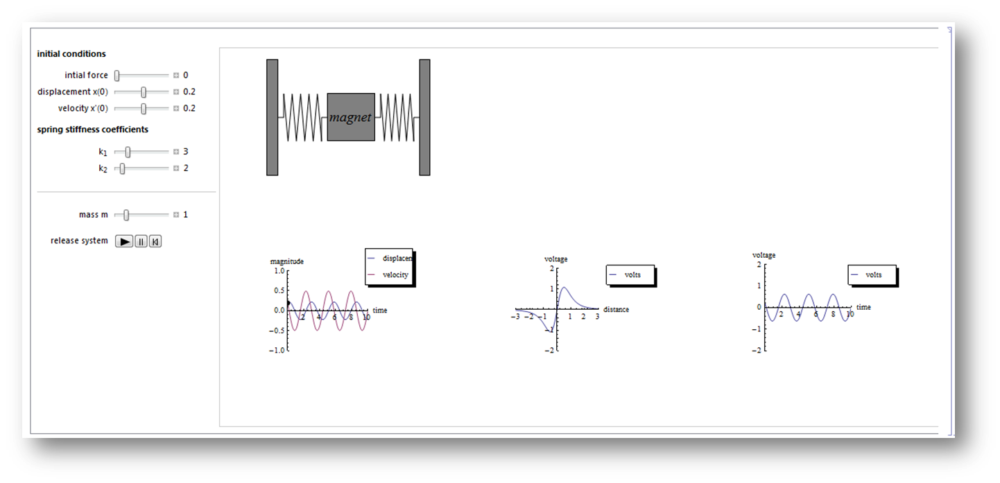 initial conditions
intial force 0
displacement x(0) 0.2
velocity x'(0) 0.2
spring stiffness coefficients
k1 3
k2 2
mass m 1
release system
magnet
magnitude
1.0
0.5
0.0
-0.5
-1.0
2 4 6 8 10
time
displacen
velocity
voltage
2
1
-1
-2
-3 -2 -1 1 2 3
distance
volts
voltage
2
1
0
-1
-2
2 4 6 8 10
time
volts